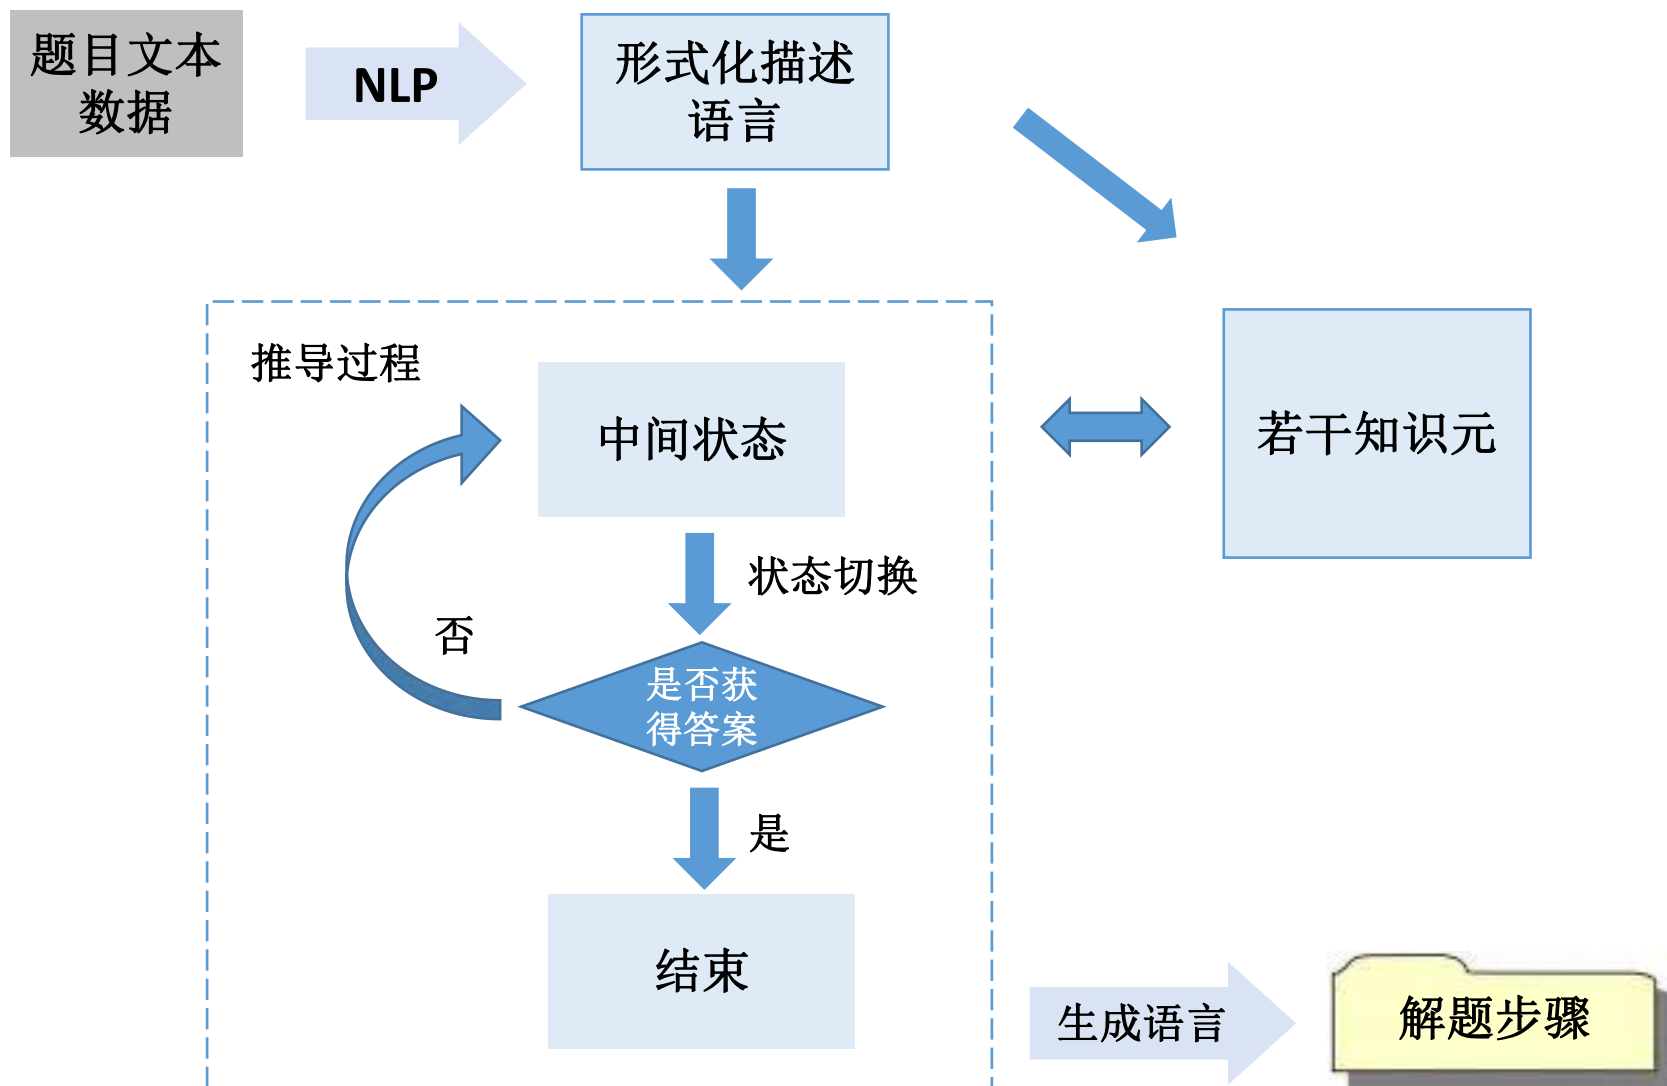 题目文本
数据
NLP
形式化描述
语言
推导过程
中间状态
若干知识元
状态切换
否
是否获
得答案
是
结束
生成语言
解题步骤